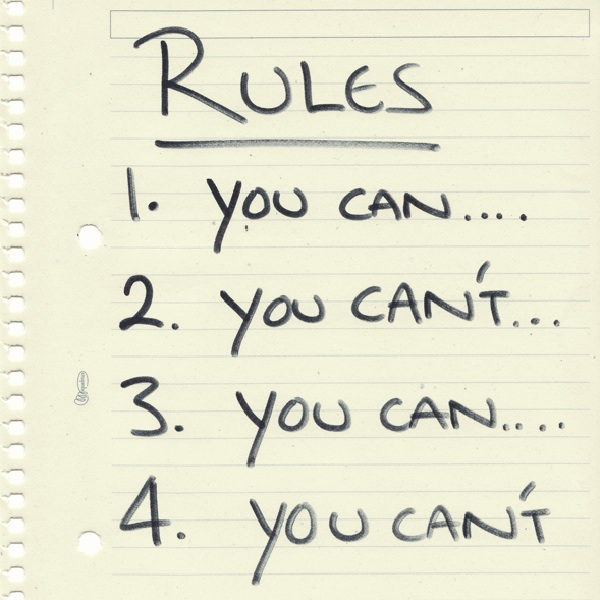 RULES
1. YOU CAN....
2. YOU CAN'T...
3. YOU CAN....
4. YOU CAN'T